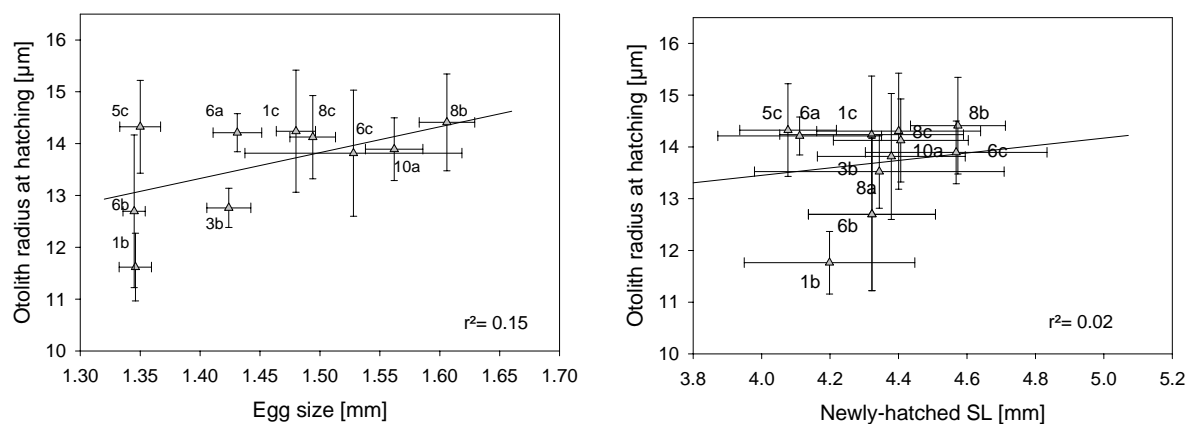 16
15
14
13
12
11
10
Otolith radius at hatching [µm]
5c
6a
1c
8c
8b
6c
10a
6b
3b
1b
r²= 0.15
1.30 1.35 1.40 1.45 1.50 1.55 1.60 1.65 1.70
Egg size [mm]
16
15
14
13
12
11
10
Otolith radius at hatching [µm]
5c
6a
1c
8b
8c
10a
6c
3b
8a
6b
1b
r²= 0.02
3.8 4.0 4.2 4.4 4.6 4.8 5.0 5.2
Newly-hatched SL [mm]